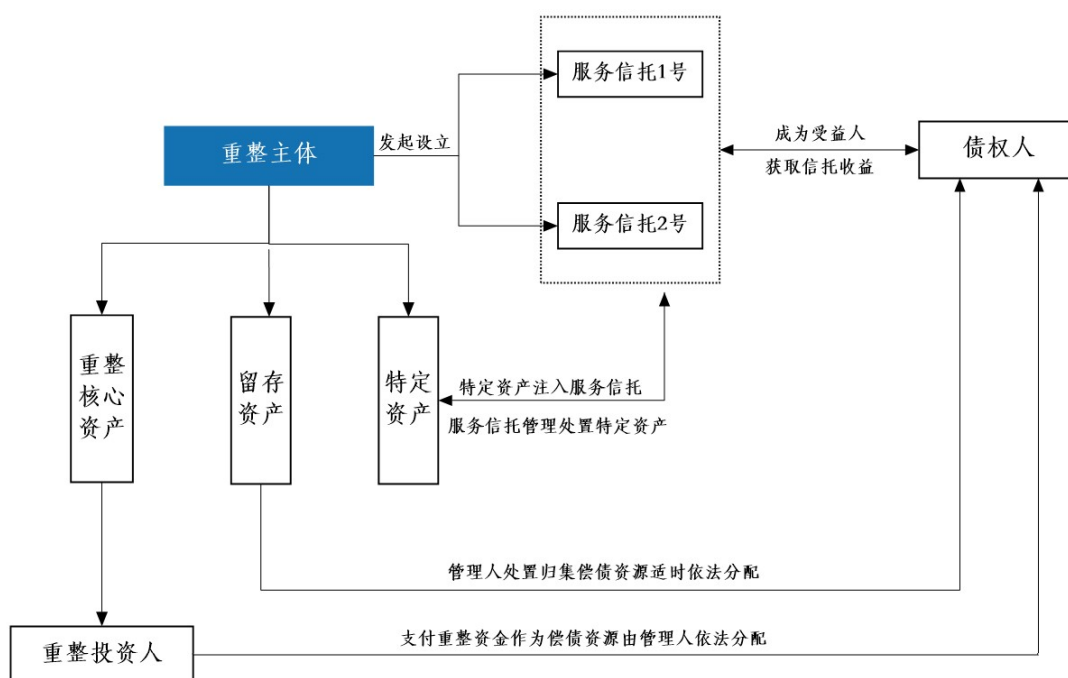 服务信托1号
发起设立
重整主体
成为受益人
获取信托收益
债权人
服务信托2号
重整
核心
资产
留存
资产
特定
资产
特定资产注入服务信托
服务信托管理处置特定资产
管理人处置归集偿债资源适时依法分配
重整投资人
支付重整资金作为偿债资源由管理人依法分配